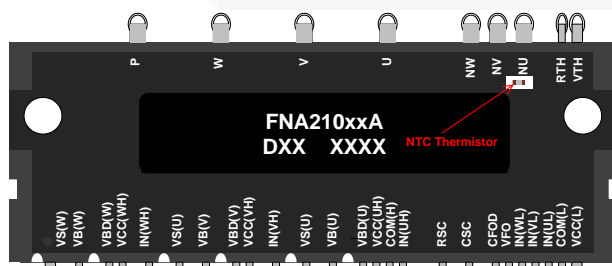 P
W
V
U
NW
NV
NU
RTH
VTH
FNA210xxA
DXX XXXX
NTC Thermistor
VS(W)
VB(W)
VBD(W)
VCC(WH)
IN(WH)
VS(U)
VB(V)
VBD(V)
VCC(VH)
IN(VH)
VS(U)
VB(U)
VBD(U)
VCC(UH)
COM(H)
IN(UH)
RSC
CSC
CFOD
VFO
IN(WL)
IN(VL)
IN(UL)
COM(L)
VCC(L)